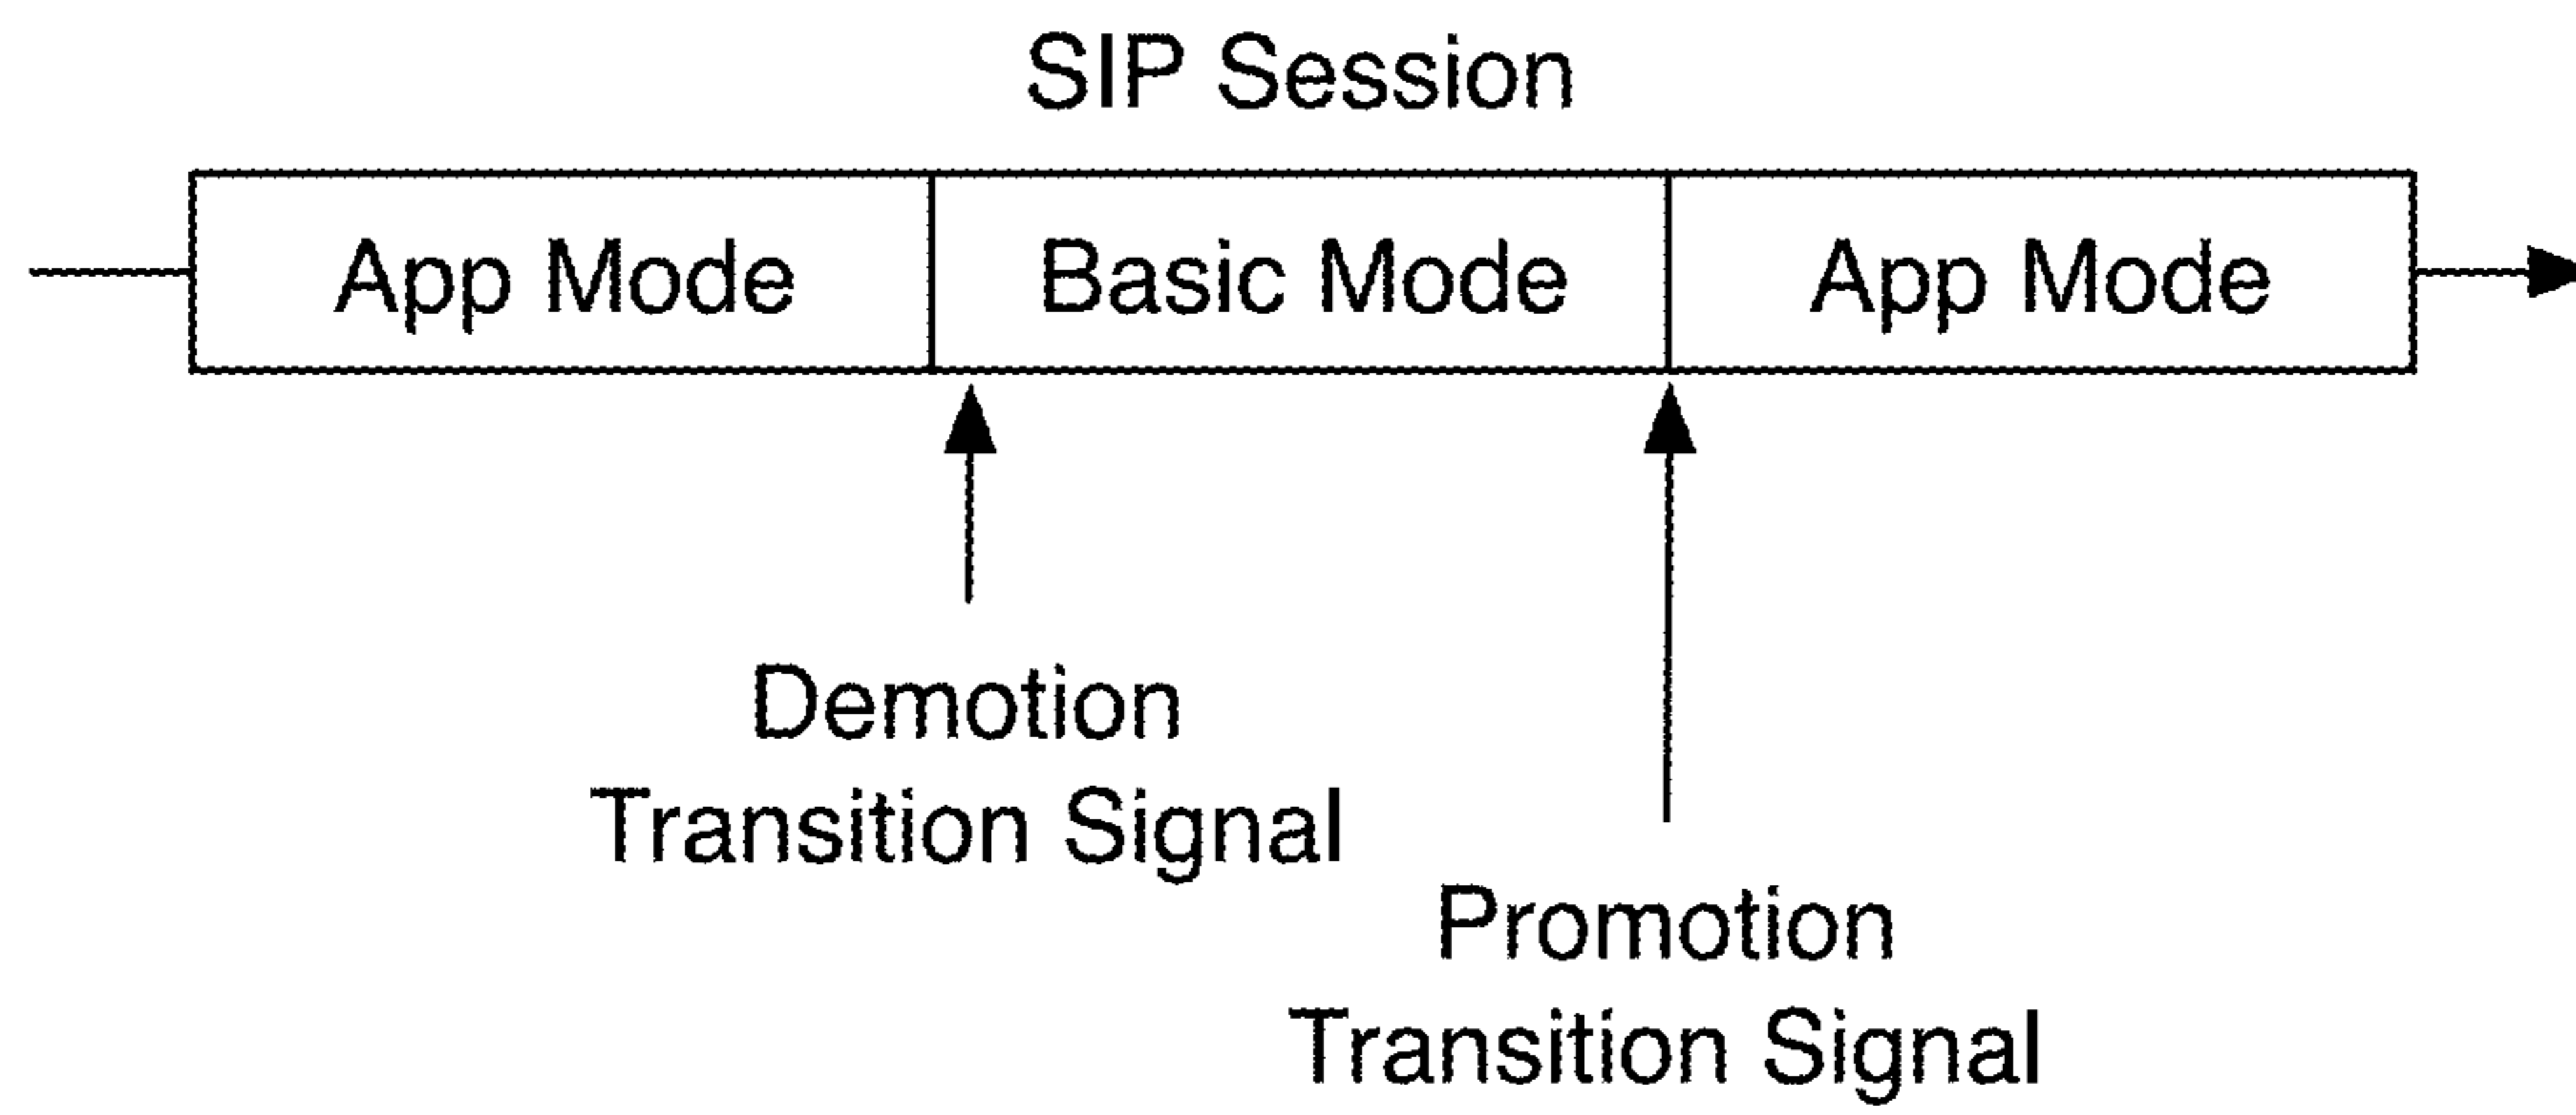 SIP Session
App Mode
Basic Mode
App Mode
Demotion
Transition Signal
Promotion
Transition Signal